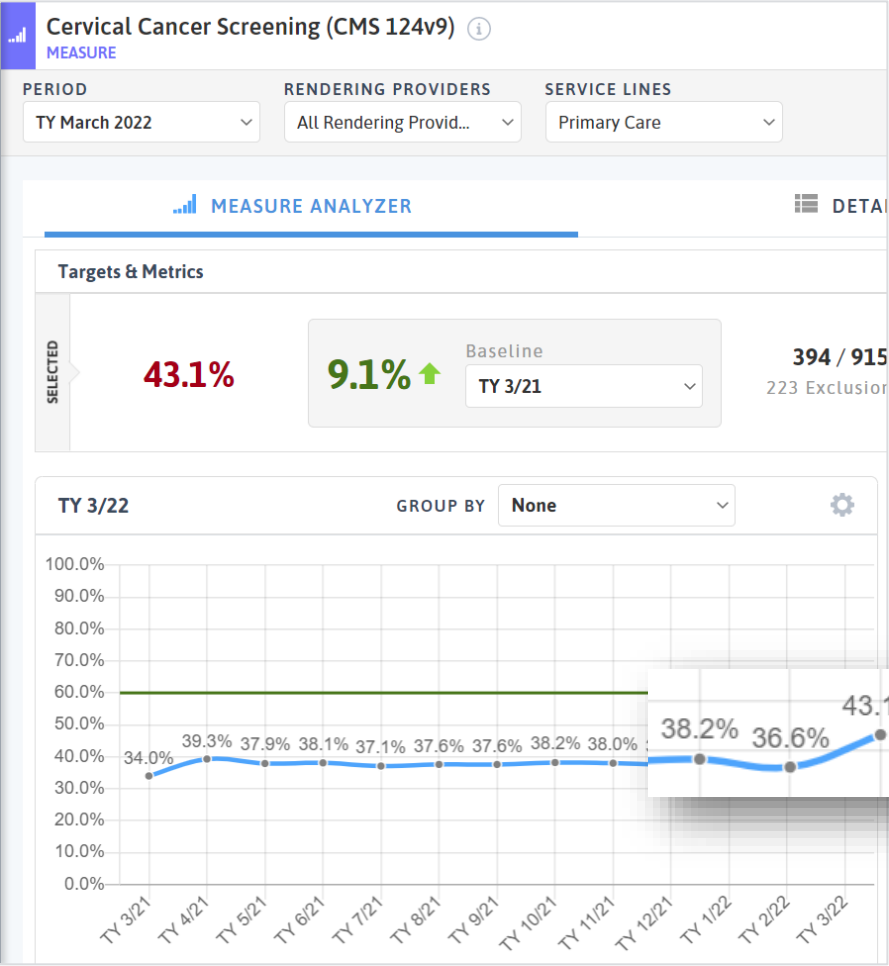 Cervical Cancer Screening (CMS 124v9)
MEASURE
PERIOD RENDERING PROVIDERS SERVICE LINES
TY March 2022 All Rendering Provid... Primary Care
MEASURE ANALYZER DETAI
Targets & Metrics
SELECTED
43.1% 9.1% Baseline
TY 3/21
394 / 915
223 Exclusion
TY 3/22 GROUP BY None
100.0%
90.0%
80.0%
70.0%
60.0%
50.0%
40.0%
30.0%
20.0%
10.0%
0.0%
34.0% 39.3% 37.9% 38.1% 37.1% 37.6% 37.6% 38.2% 38.0%
38.2% 36.6% 43.1
TY 3/21 TY 4/21 TY 5/21 TY 6/21 TY 7/21 TY 8/21 TY 9/21 TY 10/21 TY 11/21 TY 12/21 TY 1/22 TY 2/22 TY 3/22